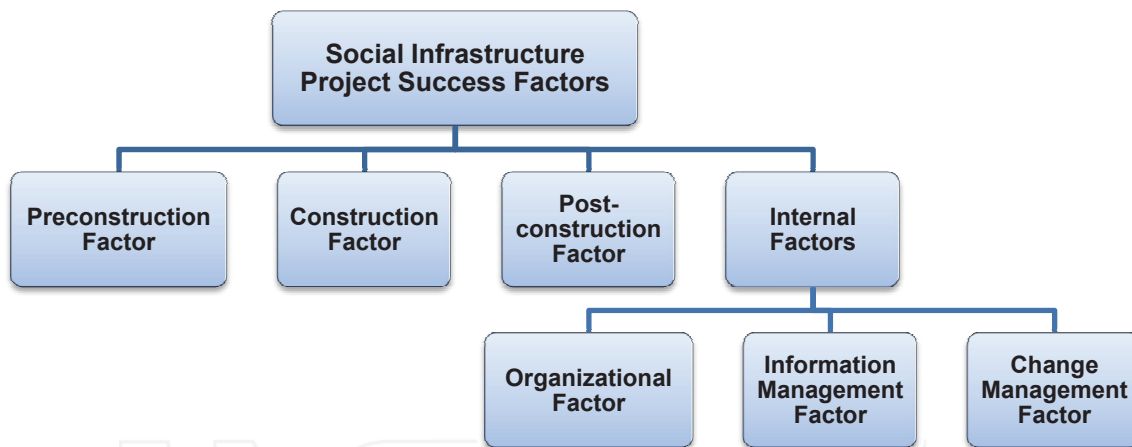 Social Infrastructure
Project Success Factors
Preconstruction
Factor
Construction
Factor
Post-
construction
Factor
Internal
Factors
Organizational
Factor
Information
Management
Factor
Change
Management
Factor